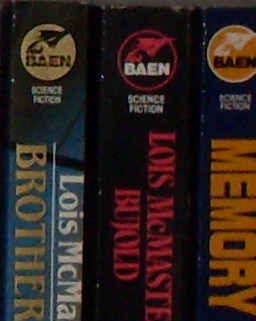 BAEN
SCIENCE
FICTION
LOIS McMa
BROTHER
BAEN
SCIENCE
FICTION
LOIS McMASTE
BUJOLD
BAEN
SCIENCE
FICTION
MEMORY